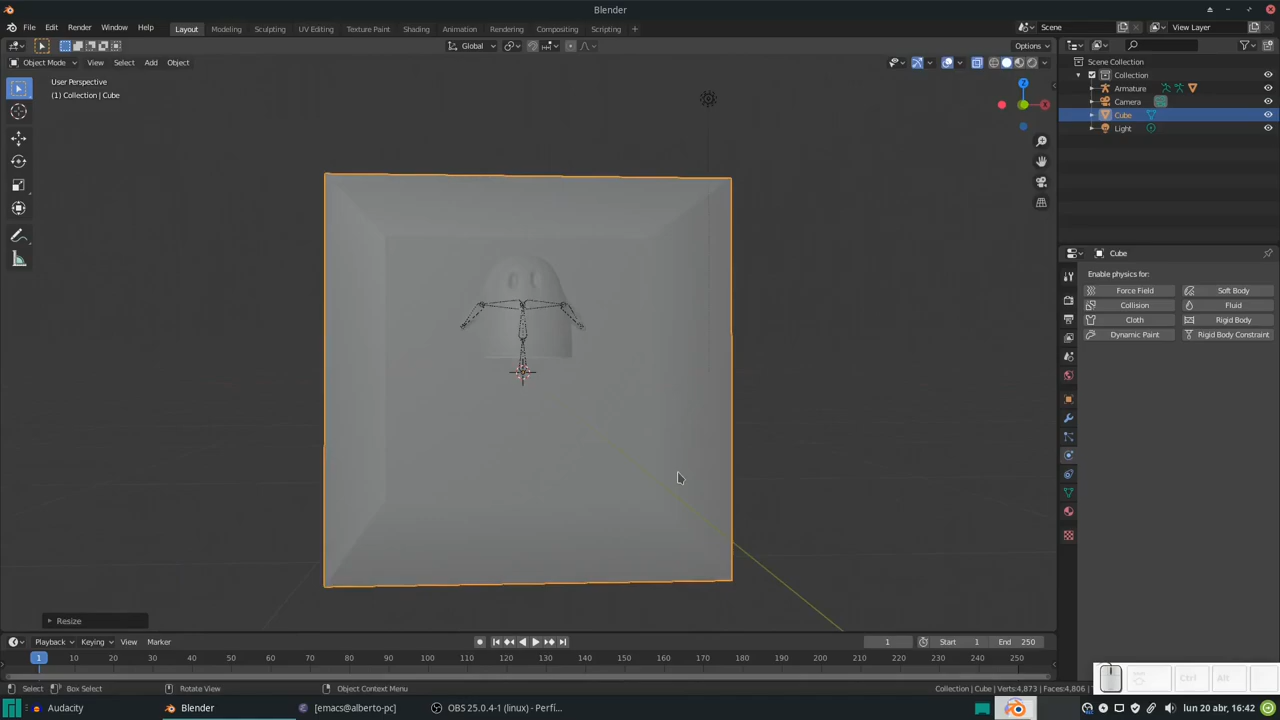 Blender
File Edit Render Window Help
Layout Modeling Sculpting UV Editing Texture Paint Shading Animation Rendering Compositing Scripting
Scene View Layer
Global Options
Object Mode View Select Add Object
User Perspective
(1) Collection | Cube
Z
X
Scene Collection
Collection
Armature
Camera
Cube
Light
Cube
Enable physics for:
Force Field Soft Body
Collision Fluid
Cloth Rigid Body
Dynamic Paint Rigid Body Constraint
Resize
Playback Keying View Marker
1 Start 1 End 250
1 10 20 30 40 50 60 70 80 90 100 110 120 130 140 150 160 170 180 190 200 210 220 230 240 250
Select Box Select Rotate View Object Context Menu Collection | Cube | Verts:4,873 | Faces:4,806 |
Ctrl Alt
Audacity Blender [emacs@alberto-pc] OBS 25.0.4-1 (linux) - Perfi... lun 20 abr, 16:42